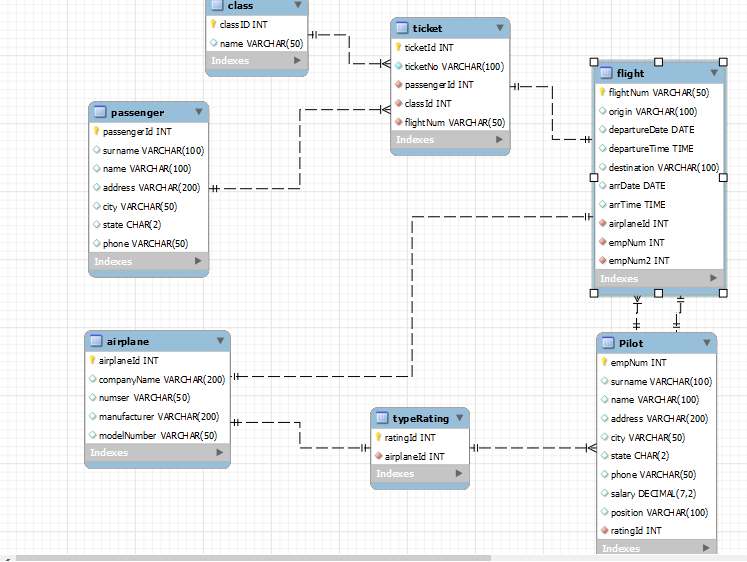 class
classID INT
name VARCHAR(50)
Indexes
ticket
ticketId INT
ticketNo VARCHAR(100)
passengerId INT
classId INT
flightNum VARCHAR(50)
Indexes
flight
flightNum VARCHAR(50)
origin VARCHAR(100)
departureDate DATE
departureTime TIME
destination VARCHAR(100)
arrDate DATE
arrTime TIME
airplaneId INT
empNum INT
empNum2 INT
Indexes
passenger
passengerId INT
surname VARCHAR(100)
name VARCHAR(100)
address VARCHAR(200)
city VARCHAR(50)
state CHAR(2)
phone VARCHAR(50)
Indexes
airplane
airplaneId INT
companyName VARCHAR(200)
numser VARCHAR(50)
manufacturer VARCHAR(200)
modelNumber VARCHAR(50)
Indexes
typeRating
ratingId INT
airplaneId INT
Indexes
Pilot
empNum INT
surname VARCHAR(100)
name VARCHAR(100)
address VARCHAR(200)
city VARCHAR(50)
state CHAR(2)
phone VARCHAR(50)
salary DECIMAL(7,2)
position VARCHAR(100)
ratingId INT
Indexes